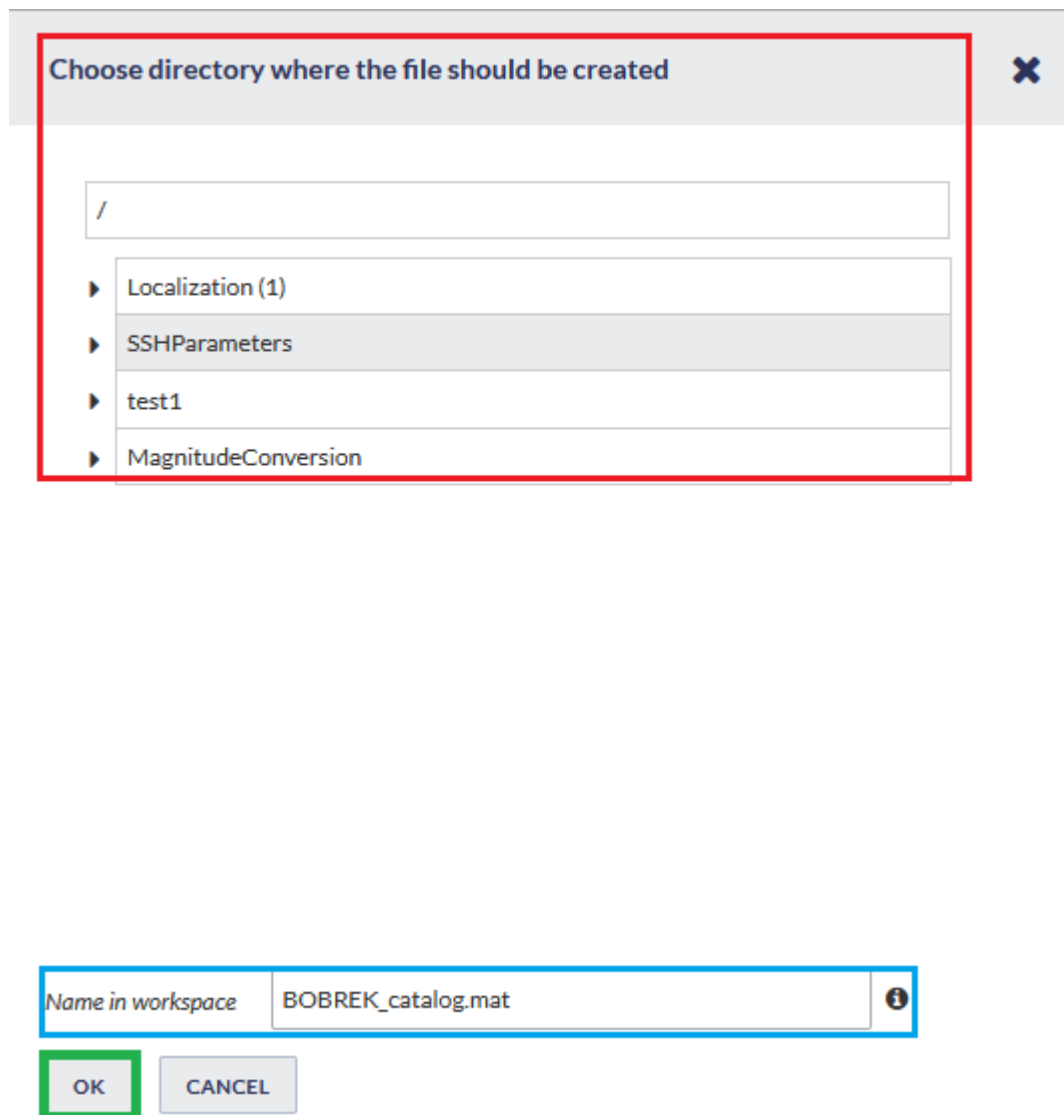 Choose directory where the file should be created
/
Localization (1)
SSHParameters
test1
MagnitudeConversion
Name in workspace BOBREK_catalog.mat
OK CANCEL